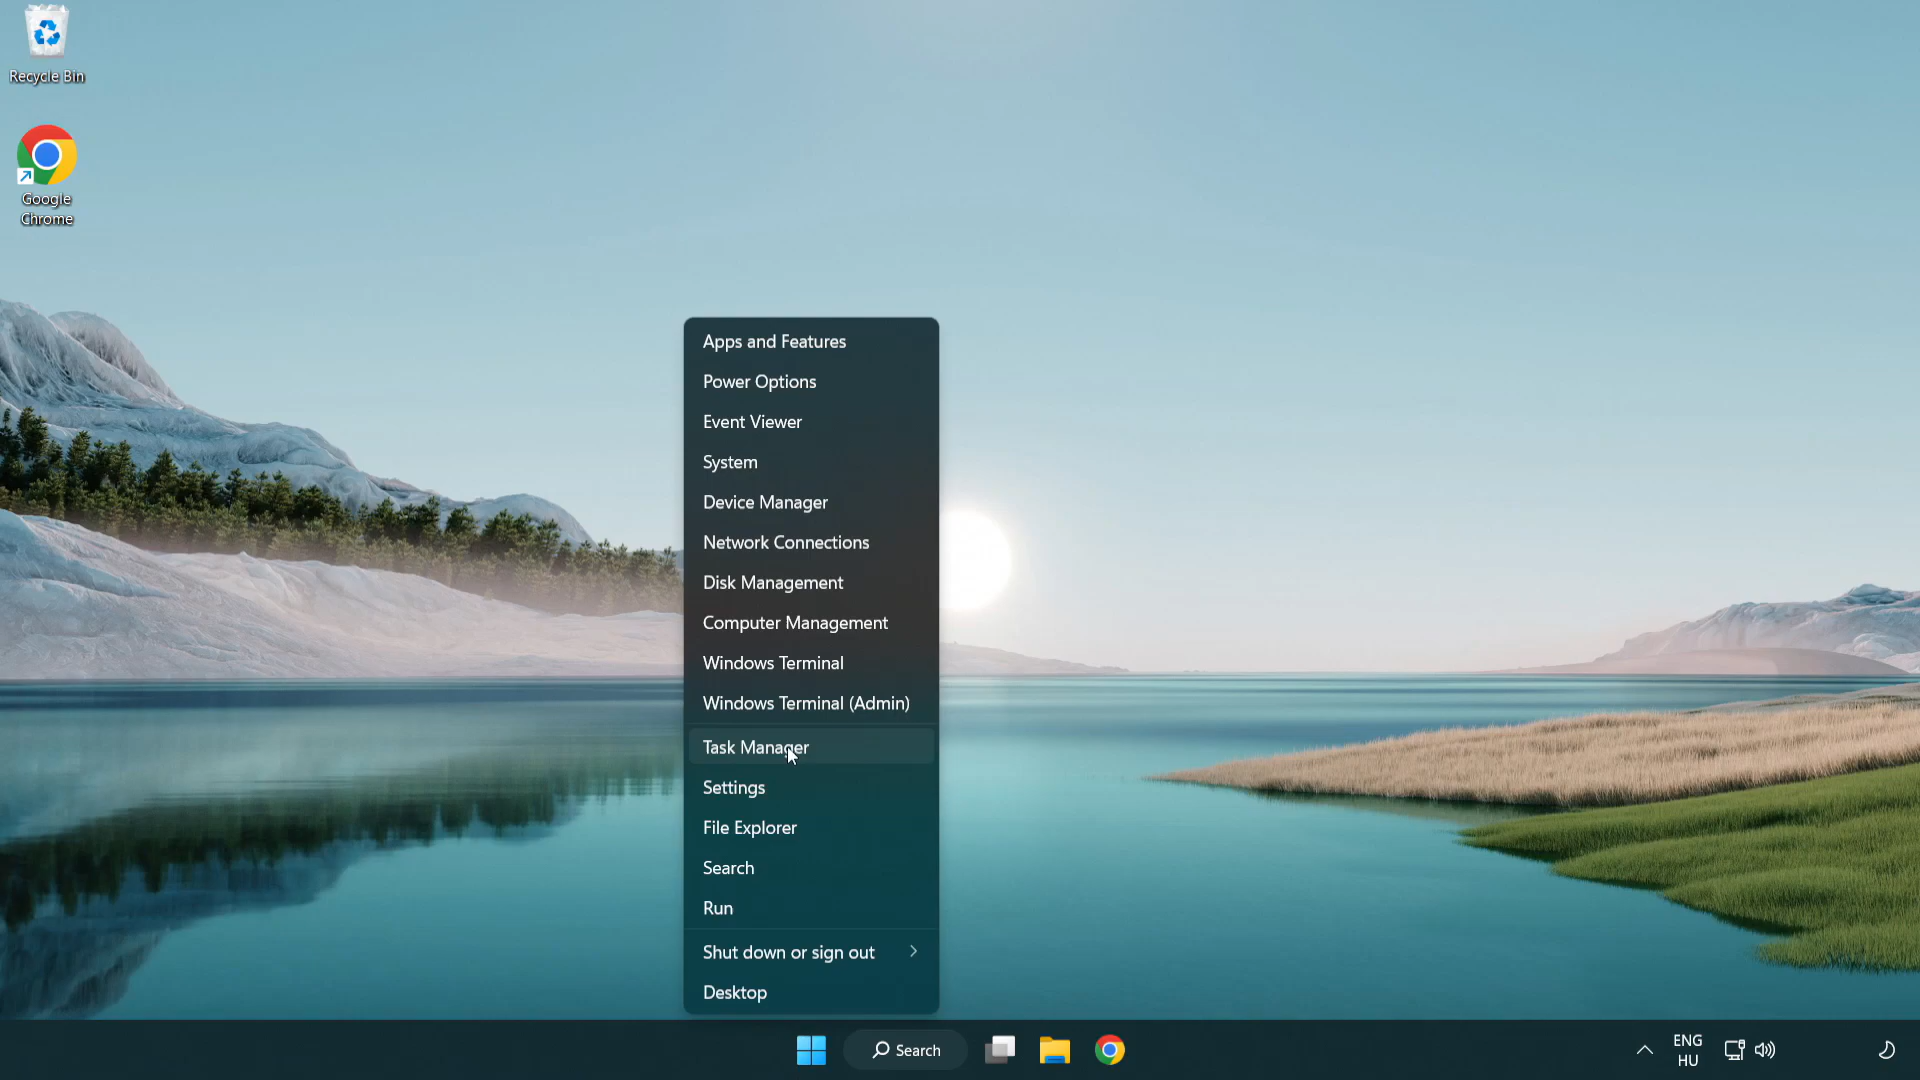 Recycle Bin
Google
Chrome
Apps and Features
Power Options
Event Viewer
System
Device Manager
Network Connections
Disk Management
Computer Management
Windows Terminal
Windows Terminal (Admin)
Task Manager
Settings
File Explorer
Search
Run
Shut down or sign out
Desktop
Search
ENG
HU